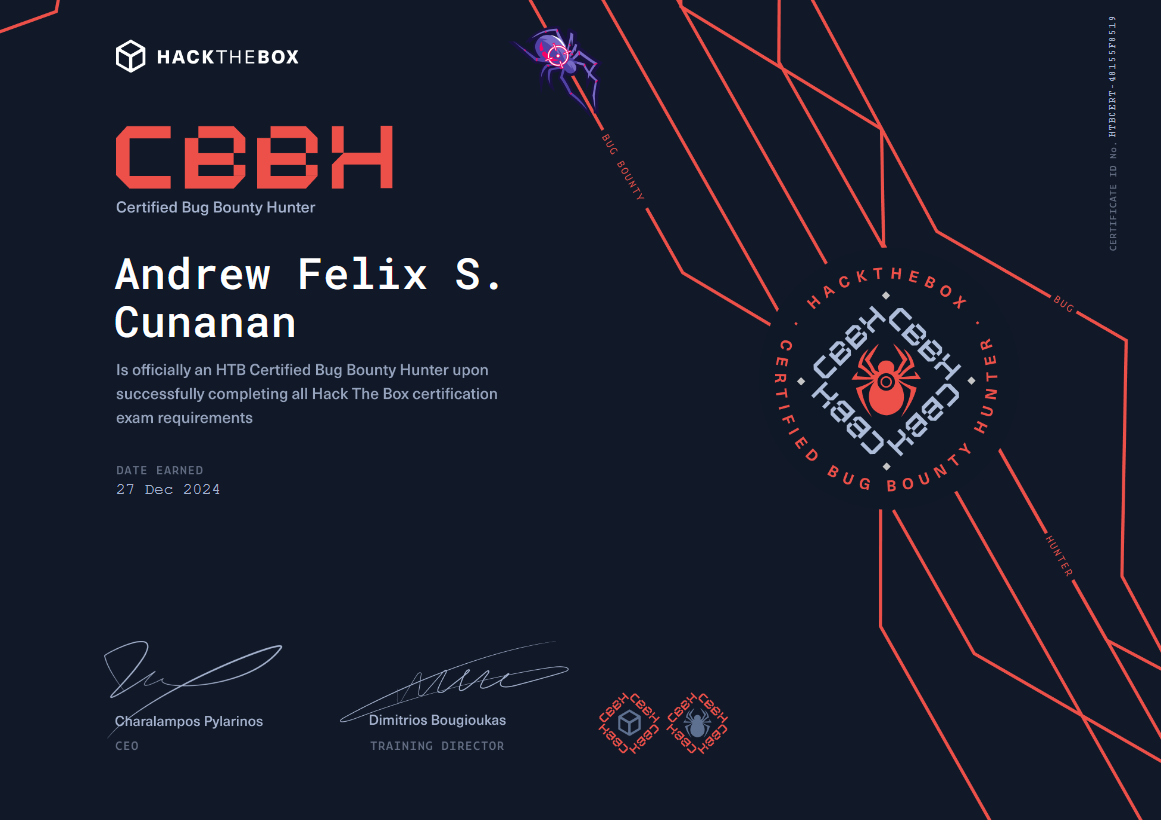 HACKTHEBOX
CBBH
Certified Bug Bounty Hunter
Andrew Felix S.
Cunanan
Is officially an HTB Certified Bug Bounty Hunter upon
successfully completing all Hack The Box certification
exam requirements
DATE EARNED
27 Dec 2024
BUG BOUNTY
CERTIFICATE ID No. HTBCERT-48155F0519
BUG
· HACKTHEBOX ·
CERTIFIED BUG BOUNTY HUNTER
CBBH CBBH CBBH CBBH
HUNTER
Charalampos Pylarinos
CEO
Dimitrios Bougioukas
TRAINING DIRECTOR
CBBH CBBH CBBH CBBH
CBBH CBBH CBBH CBBH